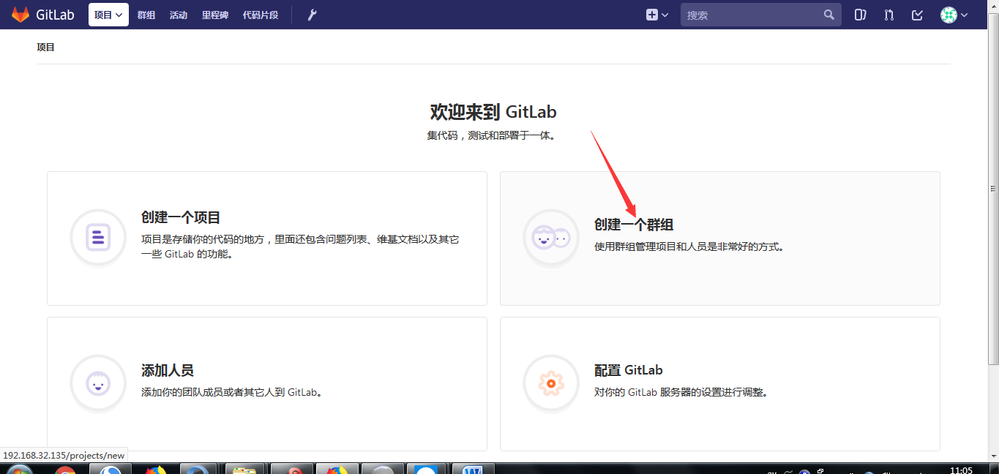 GitLab 项目 群组 活动 里程碑 代码片段 搜索
项目
欢迎来到 GitLab
集代码，测试和部署于一体。
创建一个项目
项目是存储你的代码的地方，里面还包含问题列表、维基文档以及其它
一些 GitLab 的功能。
创建一个群组
使用群组管理项目和人员是非常好的方式。
添加人员
添加你的团队成员或者其它人到 GitLab。
配置 GitLab
对你的 GitLab 服务器的设置进行调整。
192.168.32.135/projects/new
11:05